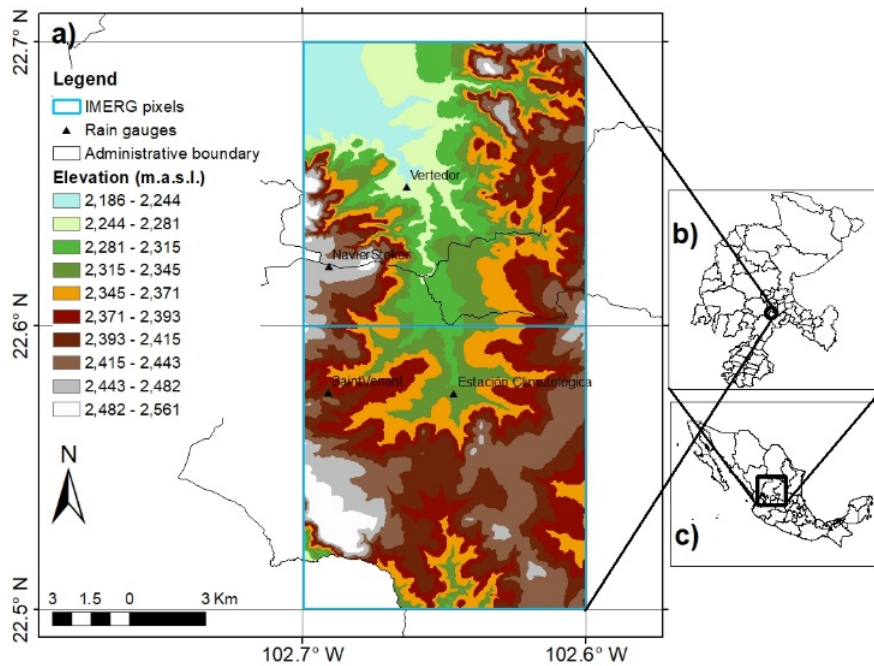 a)
22.7° N
22.6° N
22.5° N
Legend
IMERG pixels
Rain gauges
Administrative boundary
Elevation (m.a.s.l.)
2,186 - 2,244
2,244 - 2,281
2,281 - 2,315
2,315 - 2,345
2,345 - 2,371
2,371 - 2,393
2,393 - 2,415
2,415 - 2,443
2,443 - 2,482
2,482 - 2,561
N
3 1.5 0 3 Km
Vertedor
NavierStokes
SaintVenant
Estación Climatológica
102.7° W
102.6° W
b)
c)